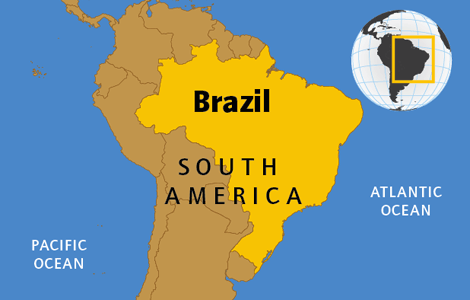 Brazil
SOUTH
AMERICA
ATLANTIC
OCEAN
PACIFIC
OCEAN